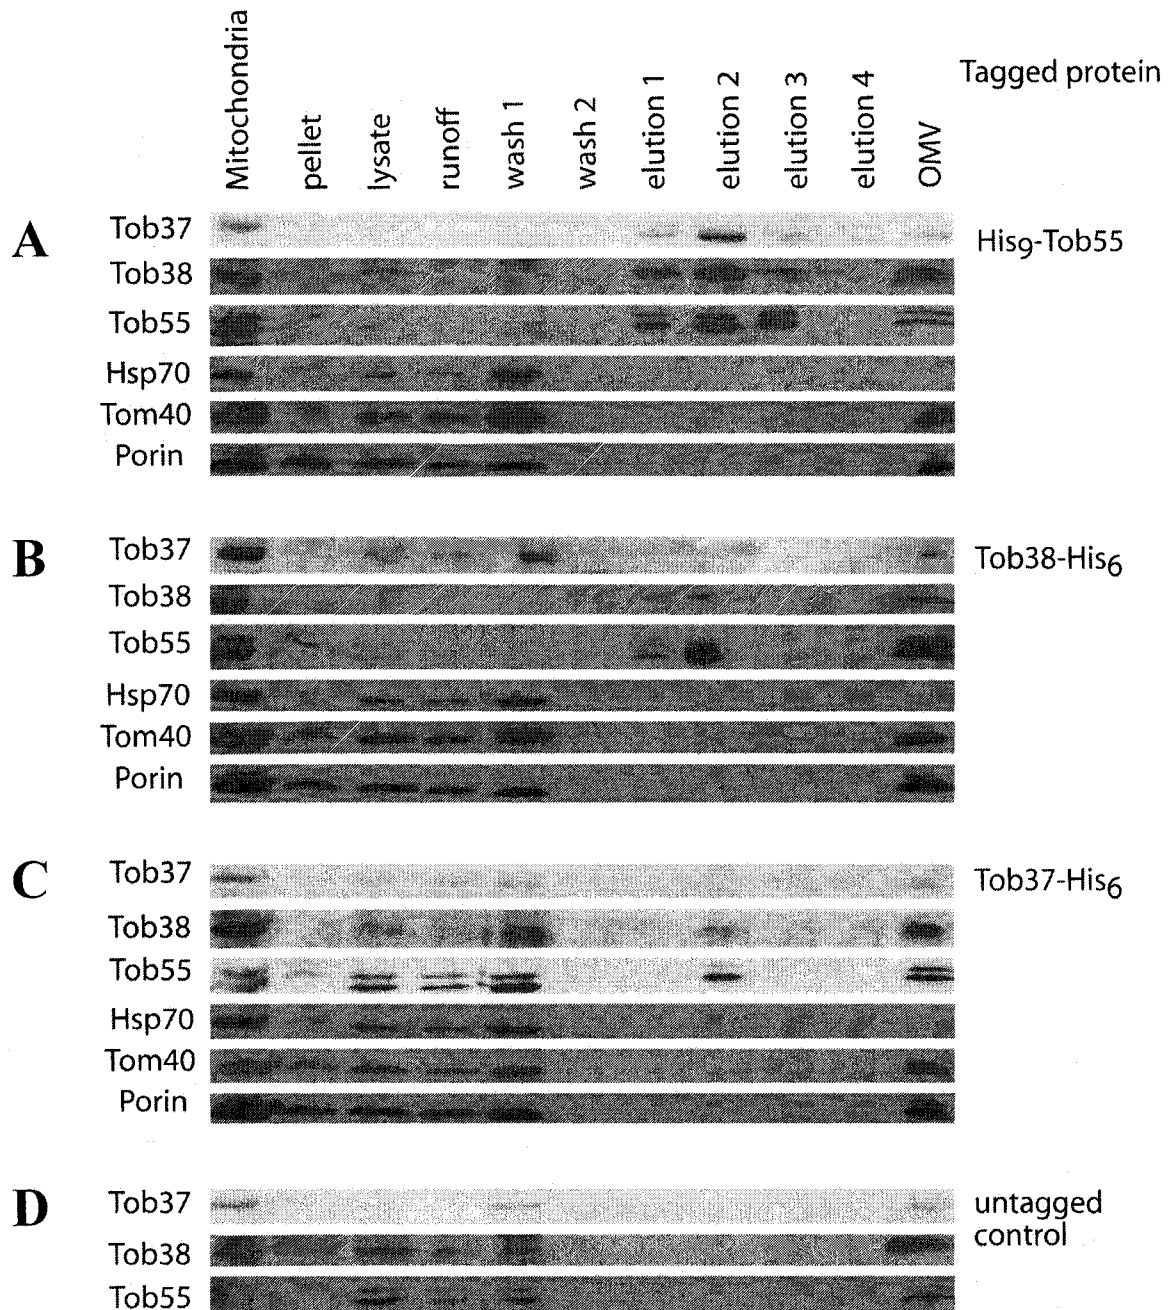 Mitochondria
pellet
lysate
runoff
wash 1
wash 2
elution 1
elution 2
elution 3
elution 4
OMV
Tagged protein
A
Tob37
Tob38
Tob55
Hsp70
Tom40
Porin
His9-Tob55
B
Tob37
Tob38
Tob55
Hsp70
Tom40
Porin
Tob38-His6
C
Tob37
Tob38
Tob55
Hsp70
Tom40
Porin
Tob37-His6
D
Tob37
Tob38
Tob55
untagged
control